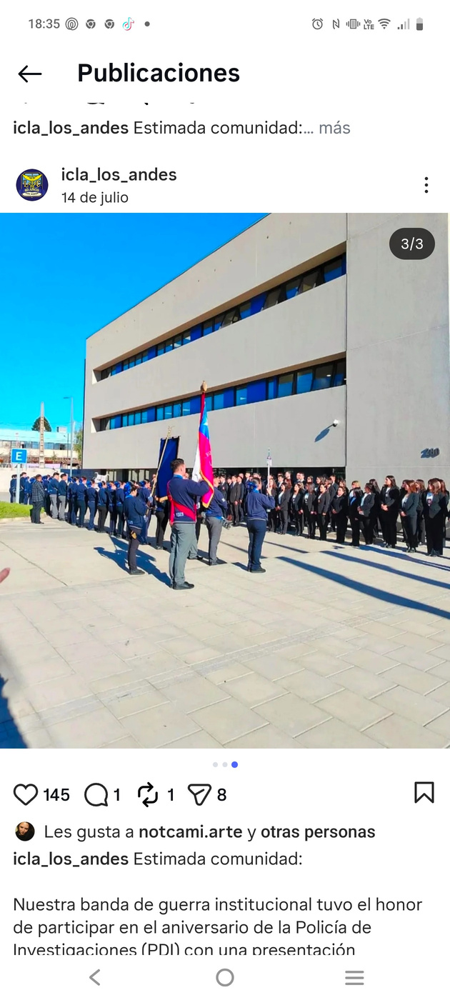 18:35
Vo
LTE
Publicaciones
icla_los_andes Estimada comunidad:... más
icla_los_andes
14 de julio
3/3
E
icla_los_andes Estimada comunidad:
145 1 1 8
Les gusta a notcami.arte y otras personas
Nuestra banda de guerra institucional tuvo el honor
de participar en el aniversario de la Policía de
Investigaciones (PDI) con una presentación